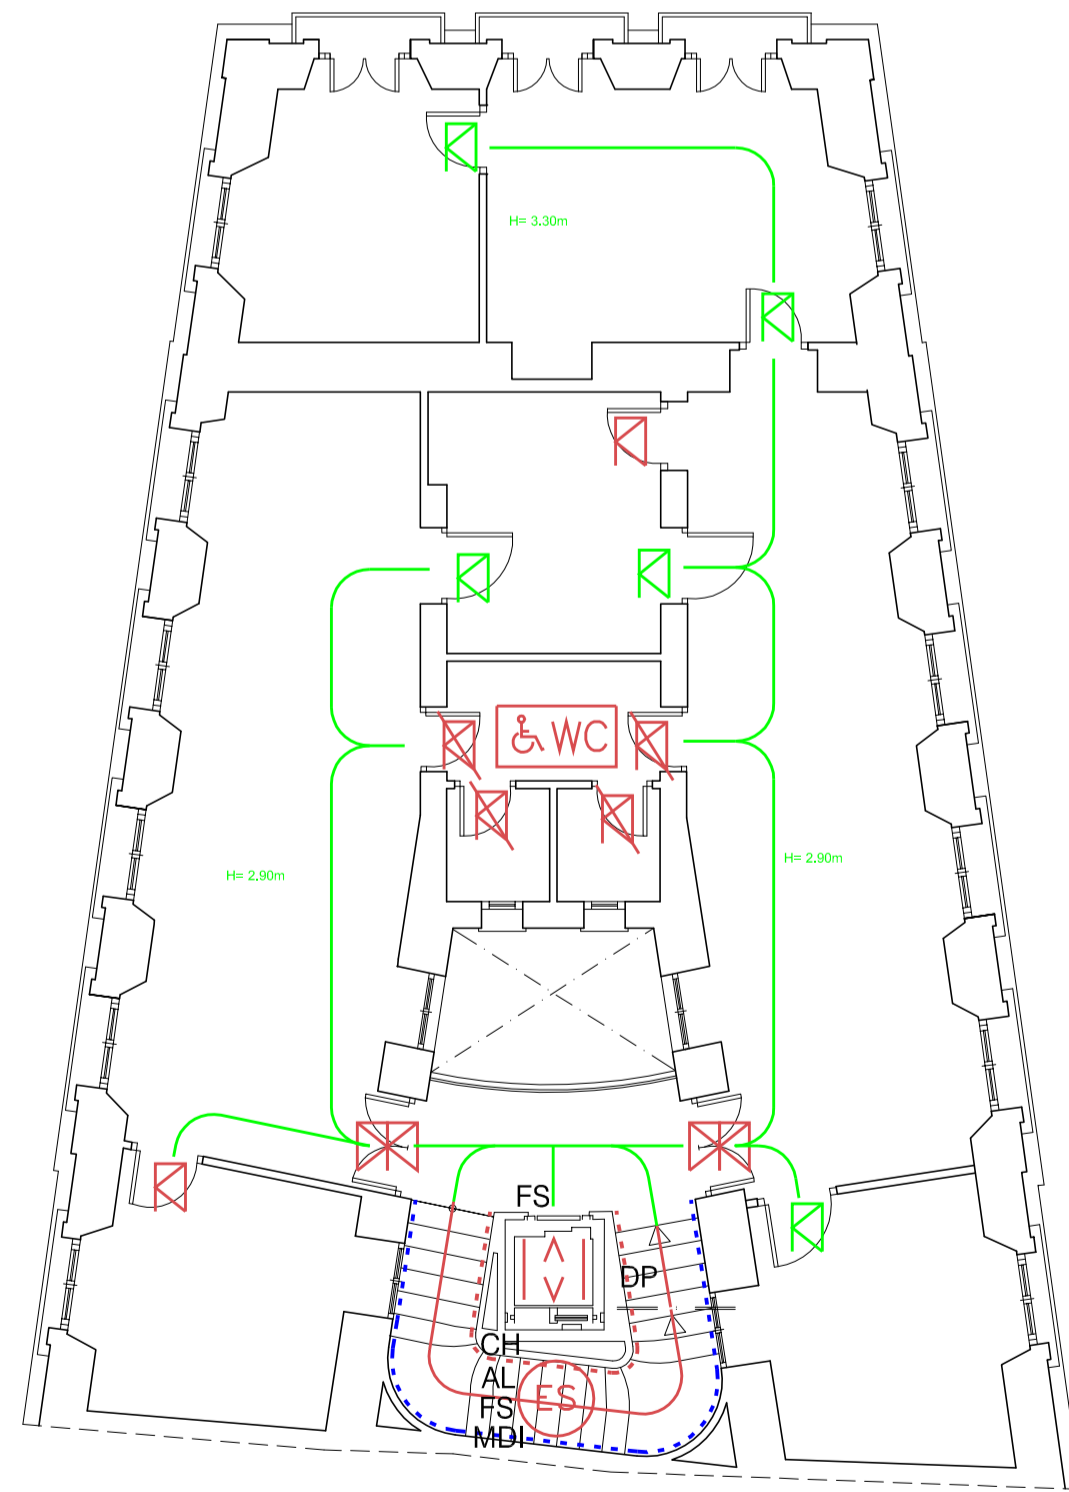 H= 3.30m
WC
H= 2.90m
H= 2.90m
FS
DP
CH
AL
ES
FS
MDI